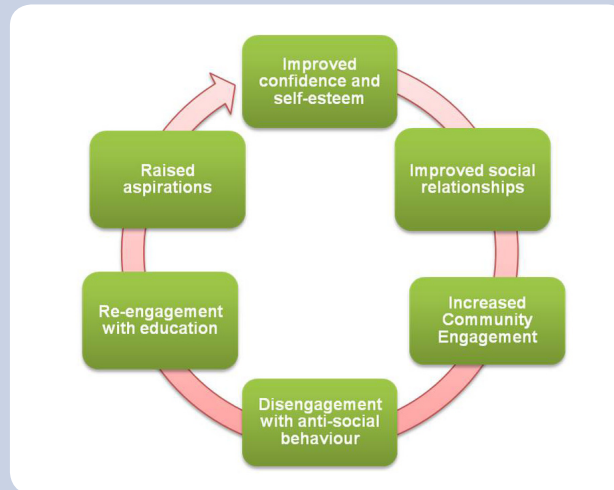 Improved
confidence and
self-esteem
Improved social
relationships
Increased
Community
Engagement
Disengagement
with anti-social
behaviour
Re-engagement
with education
Raised
aspirations